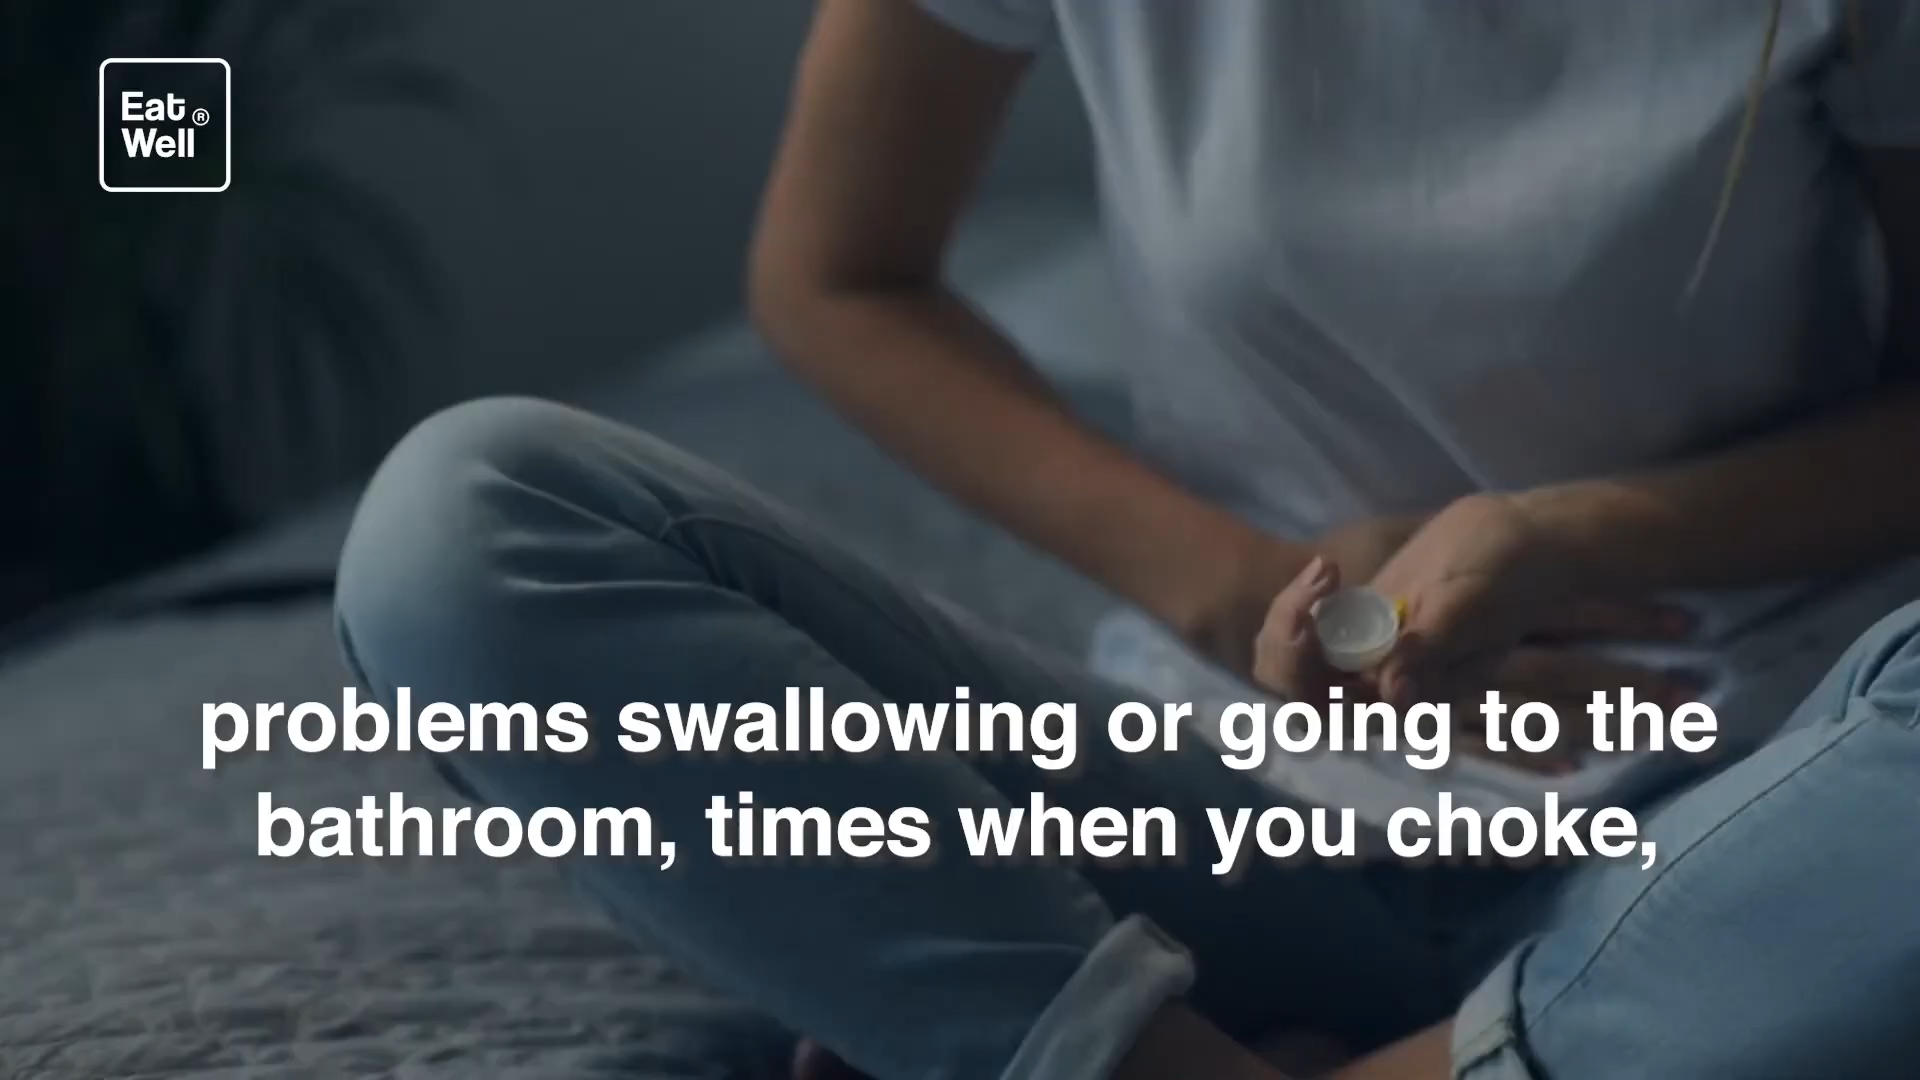 Eat
Well ®
problems swallowing or going to the
bathroom, times when you choke,